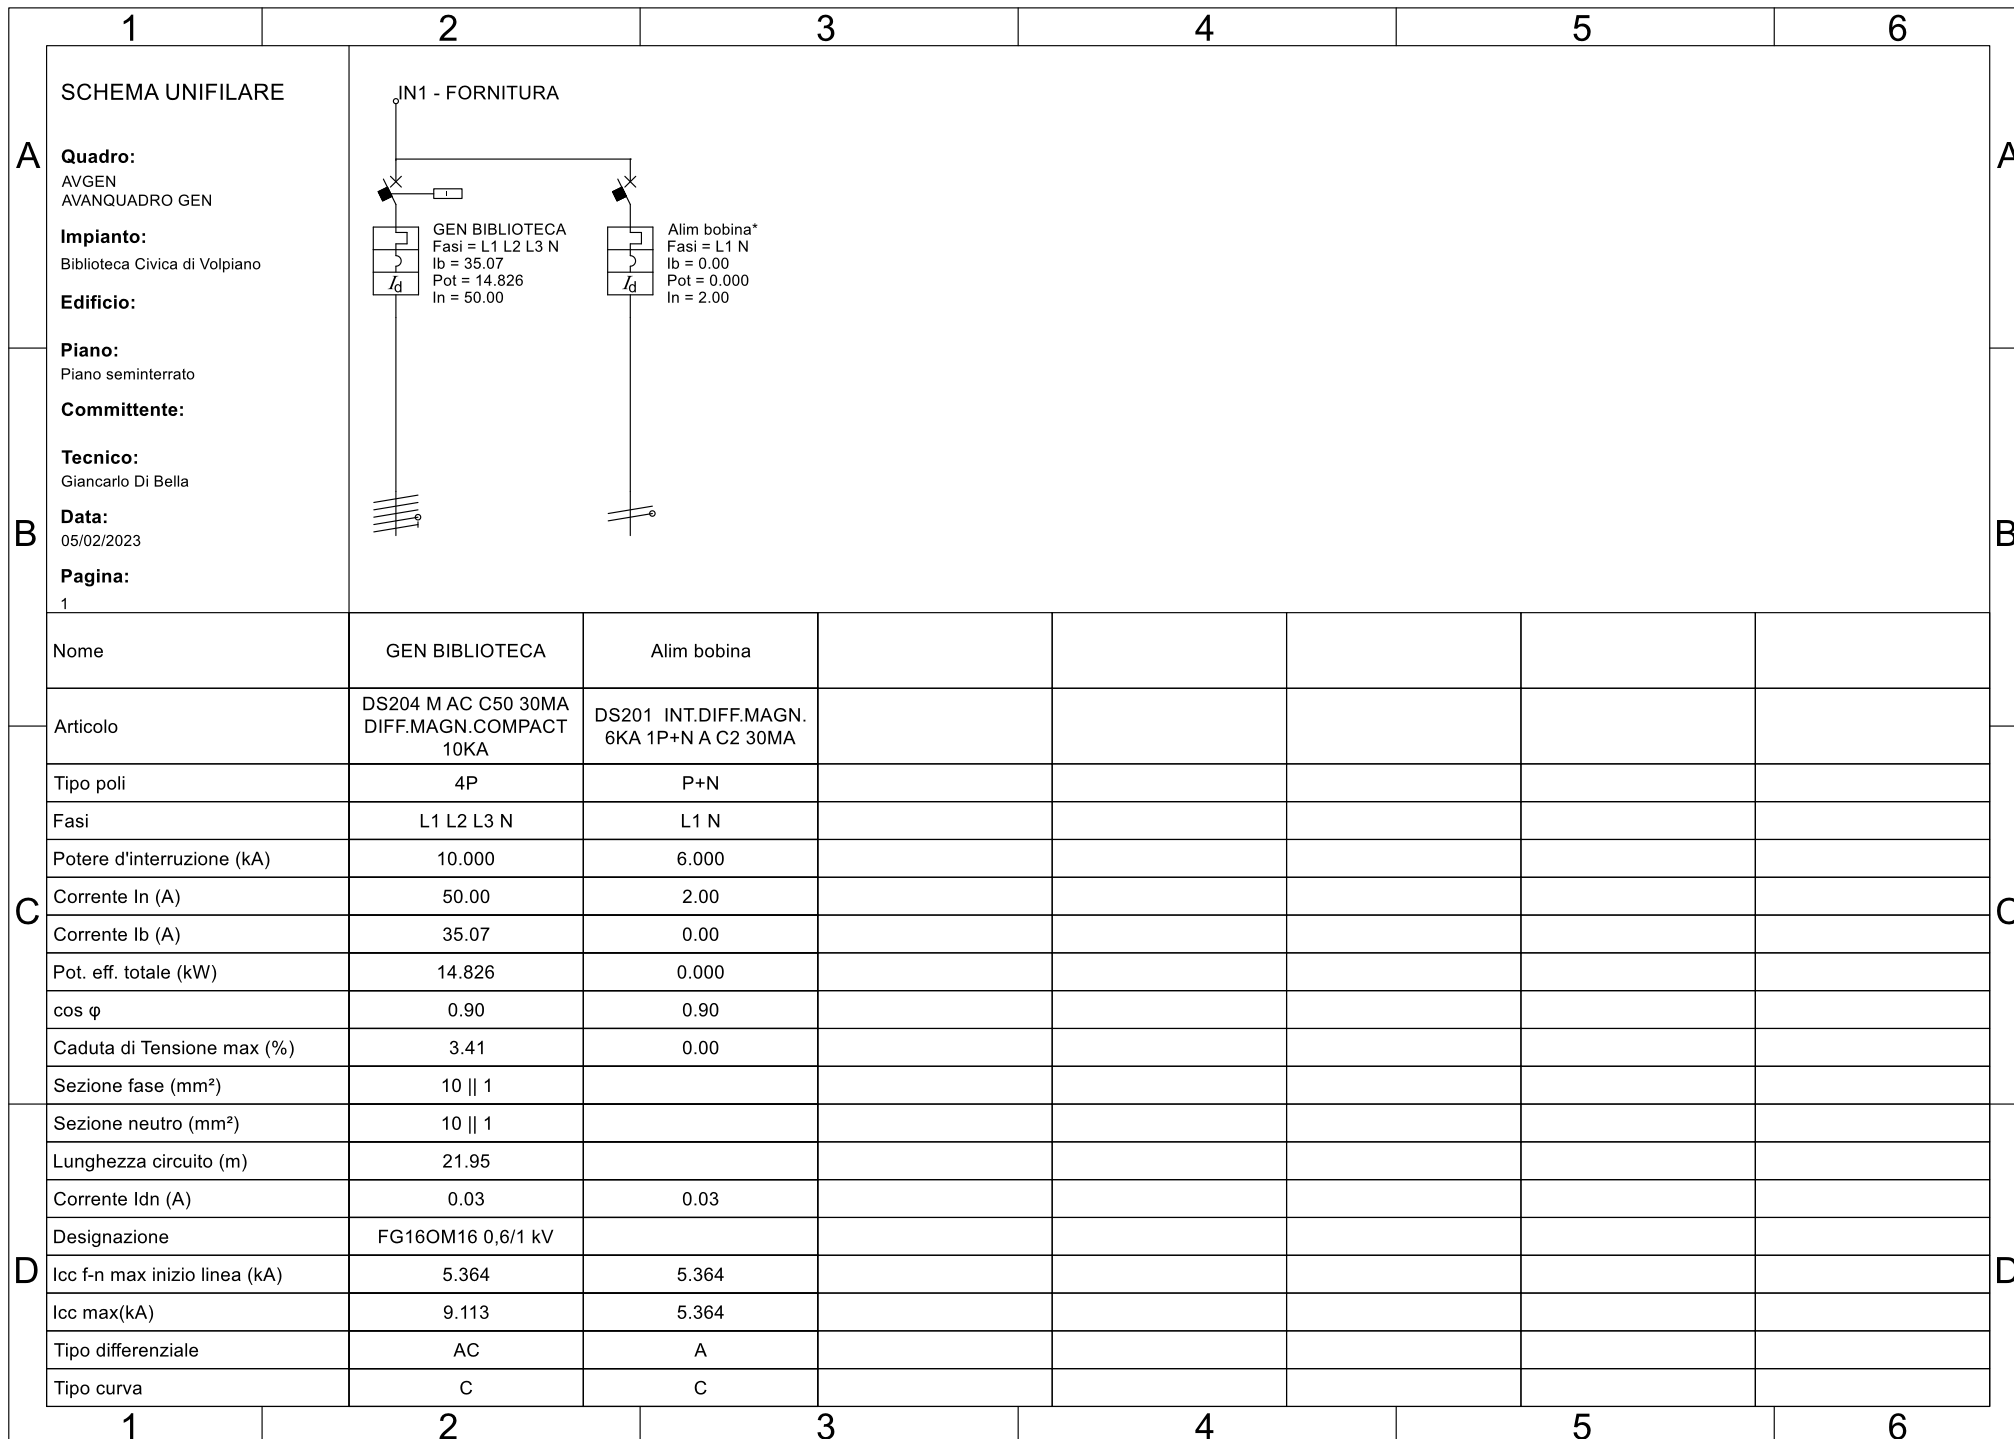 1 2 3 4 5 6
A A
B B
C C
D D
SCHEMA UNIFILARE
Quadro:
AVGEN
AVANQUADRO GEN
Impianto:
Biblioteca Civica di Volpiano
Edificio:
Piano:
Piano seminterrato
Committente:
Tecnico:
Giancarlo Di Bella
Data:
05/02/2023
Pagina:
1
IN1 - FORNITURA
I
GEN BIBLIOTECA
Fasi = L1 L2 L3 N
Ib = 35.07
Pot = 14.826
In = 50.00
Id
Alim bobina*
Fasi = L1 N
Ib = 0.00
Pot = 0.000
In = 2.00
Id
Nome GEN BIBLIOTECA Alim bobina
Articolo
DS204 M AC C50 30MA
DIFF.MAGN.COMPACT
10KA
DS201 INT.DIFF.MAGN.
6KA 1P+N A C2 30MA
Tipo poli 4P P+N
Fasi L1 L2 L3 N L1 N
Potere d'interruzione (kA) 10.000 6.000
Corrente In (A) 50.00 2.00
Corrente Ib (A) 35.07 0.00
Pot. eff. totale (kW) 14.826 0.000
cos φ 0.90 0.90
Caduta di Tensione max (%) 3.41 0.00
Sezione fase (mm²) 10 || 1
Sezione neutro (mm²) 10 || 1
Lunghezza circuito (m) 21.95
Corrente Idn (A) 0.03 0.03
Designazione FG16OM16 0,6/1 kV
Icc f-n max inizio linea (kA) 5.364 5.364
Icc max(kA) 9.113 5.364
Tipo differenziale AC A
Tipo curva C C
1 2 3 4 5 6